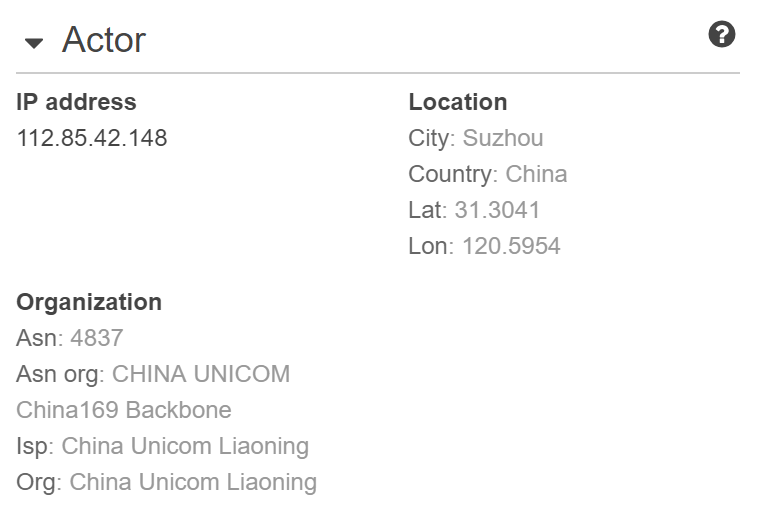 Actor
?
IP address
112.85.42.148
Location
City: Suzhou
Country: China
Lat: 31.3041
Lon: 120.5954
Organization
Asn: 4837
Asn org: CHINA UNICOM
China169 Backbone
Isp: China Unicom Liaoning
Org: China Unicom Liaoning